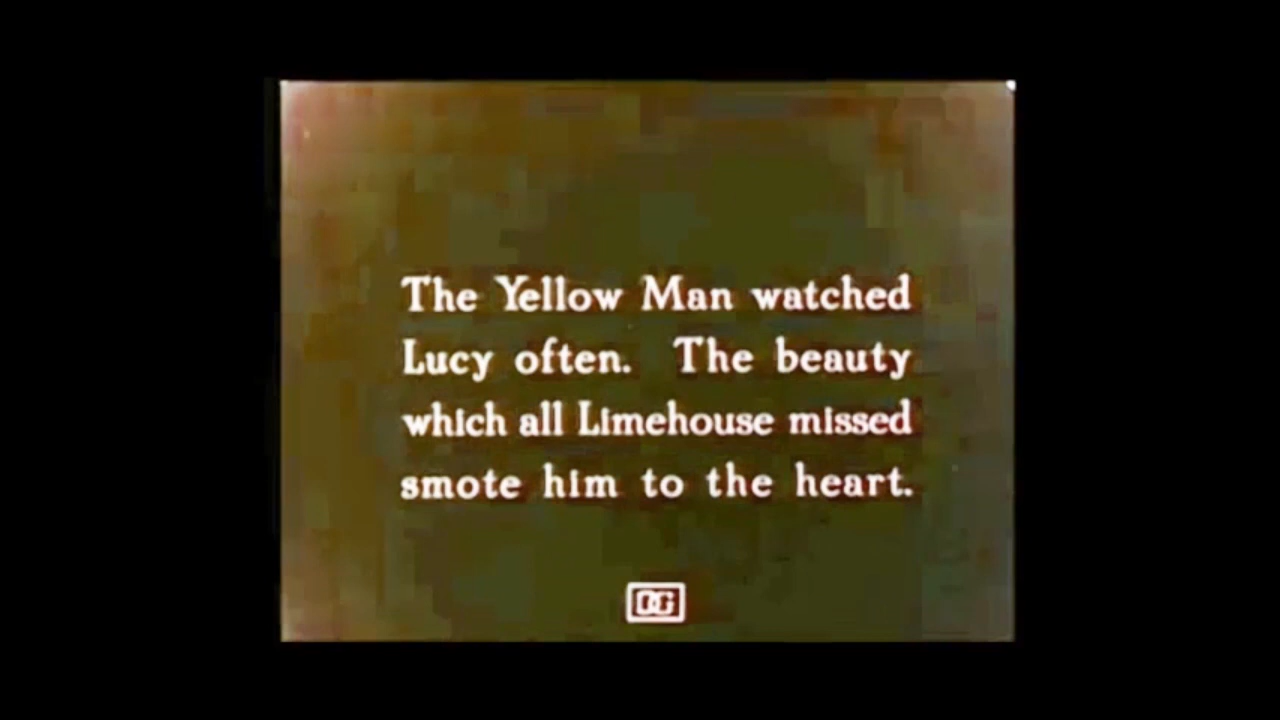 The Yellow Man watched
Lucy often. The beauty
which all Limehouse missed
smote him to the heart.
DG